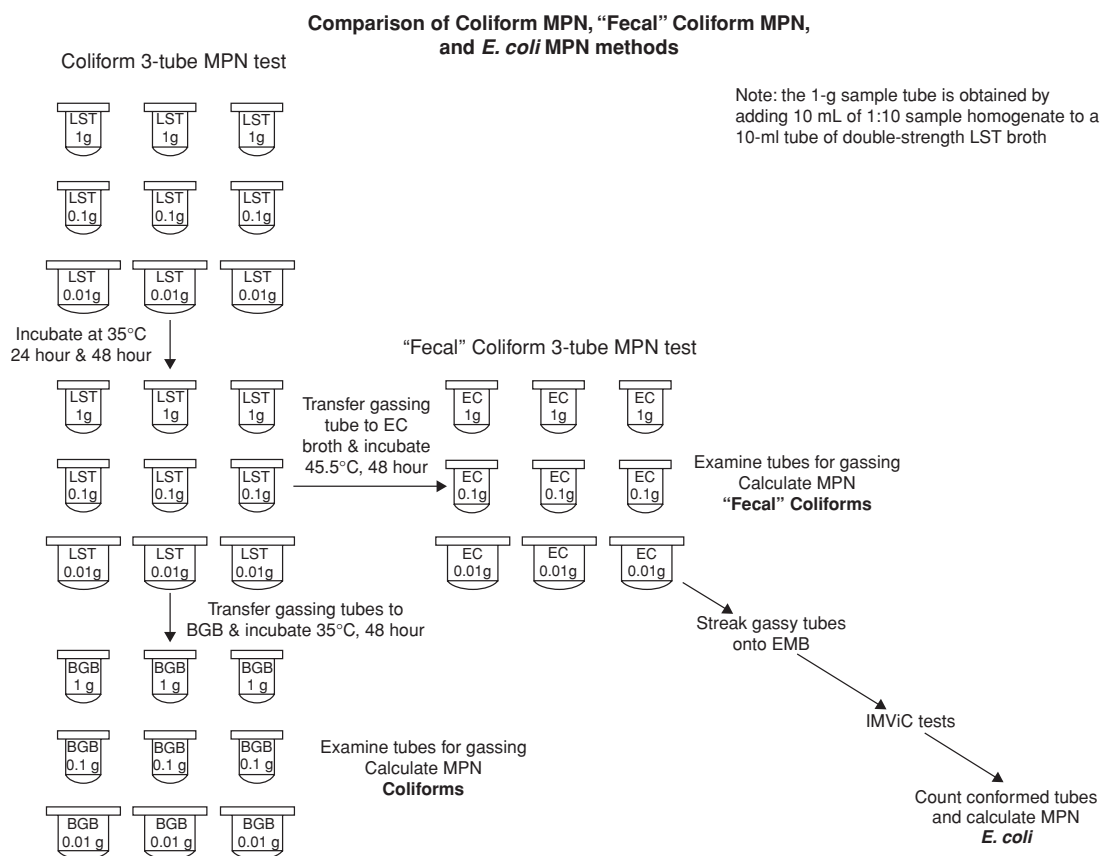 Comparison of Coliform MPN, “Fecal” Coliform MPN,
and E. coli MPN methods
Coliform 3-tube MPN test
Note: the 1-g sample tube is obtained by
adding 10 mL of 1:10 sample homogenate to a
10-ml tube of double-strength LST broth
LST LST LST
1g 1g 1g
LST LST LST
0.1g 0.1g 0.1g
LST LST LST
0.01g 0.01g 0.01g
Incubate at 35°C
24 hour & 48 hour
“Fecal” Coliform 3-tube MPN test
LST LST LST
1g 1g 1g
LST LST LST
0.1g 0.1g 0.1g
LST LST LST
0.01g 0.01g 0.01g
Transfer gassing
tube to EC
broth & incubate
45.5°C, 48 hour
EC EC EC
1g 1g 1g
EC EC EC
0.1g 0.1g 0.1g
EC EC EC
0.01g 0.01g 0.01g
Examine tubes for gassing
Calculate MPN
“Fecal” Coliforms
Transfer gassing tubes to
BGB & incubate 35°C, 48 hour
Streak gassy tubes
onto EMB
IMViC tests
Count conformed tubes
and calculate MPN
E. coli
BGB BGB BGB
1 g 1 g 1 g
BGB BGB BGB
0.1 g 0.1 g 0.1 g
BGB BGB BGB
0.01 g 0.01 g 0.01 g
Examine tubes for gassing
Calculate MPN
Coliforms